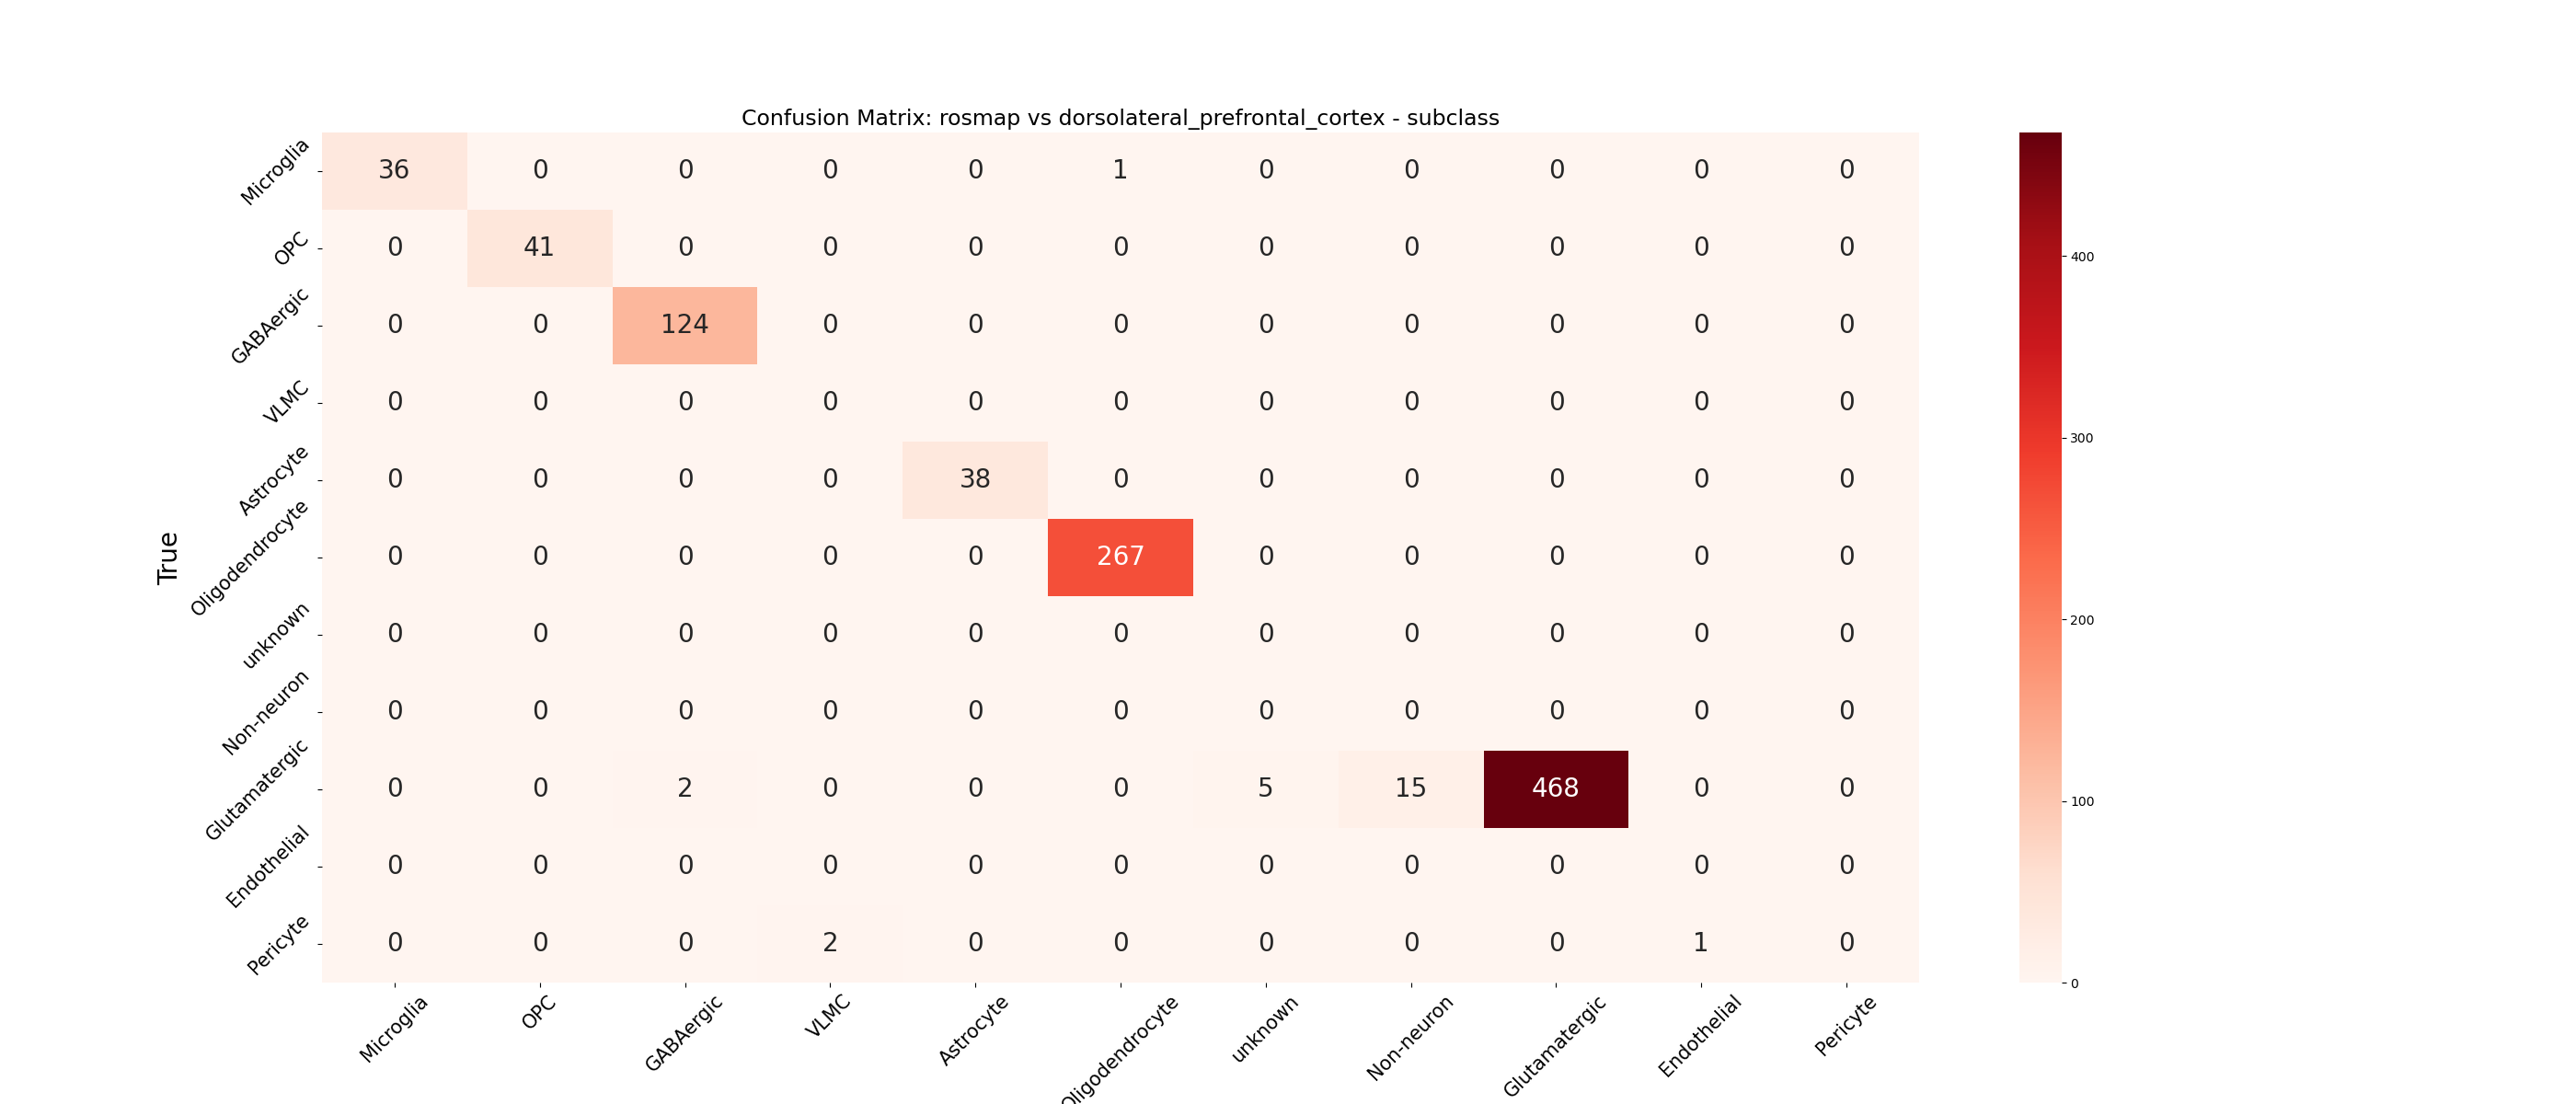 Confusion Matrix: rosmap vs dorsolateral_prefrontal_cortex - subclass
Microglia 36 0 0 0 0 1 0 0 0 0 0
OPC 0 41 0 0 0 0 0 0 0 0 0
GABAergic 0 0 124 0 0 0 0 0 0 0 0
VLMC 0 0 0 0 0 0 0 0 0 0 0
Astrocyte 0 0 0 0 38 0 0 0 0 0 0
Oligodendrocyte 0 0 0 0 0 267 0 0 0 0 0
unknown 0 0 0 0 0 0 0 0 0 0 0
Non-neuron 0 0 0 0 0 0 0 0 0 0 0
Glutamatergic 0 0 2 0 0 0 5 15 468 0 0
Endothelial 0 0 0 0 0 0 0 0 0 0 0
Pericyte 0 0 0 2 0 0 0 0 0 1 0
True
Microglia OPC GABAergic VLMC Astrocyte Oligodendrocyte unknown Non-neuron Glutamatergic Endothelial Pericyte
400
300
200
100
0